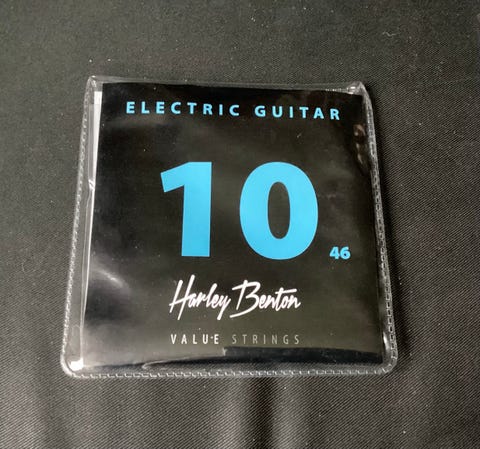 ELECTRIC GUITAR
10 46
Harley Benton
VALUE STRINGS